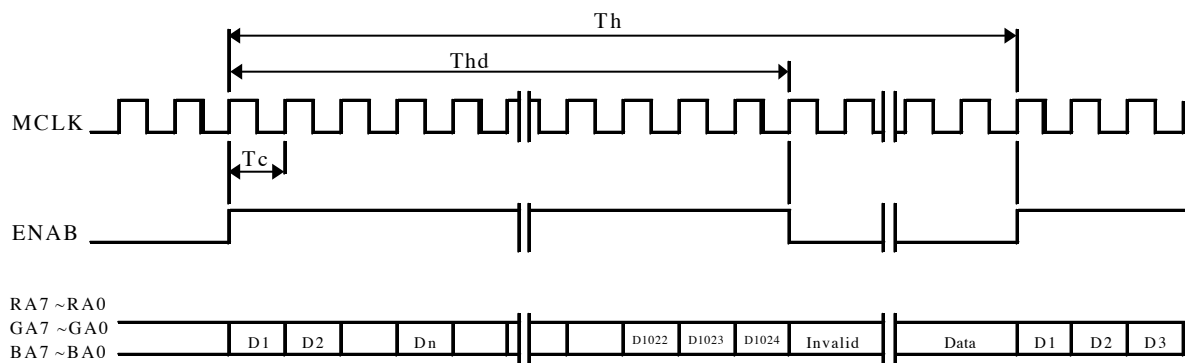 Th
Thd
MCLK
Tc
ENAB
RA7 ~RA0
GA7 ~GA0
BA7 ~BA0
D1 D2 Dn D1022 D1023 D1024 Invalid Data D1 D2 D3